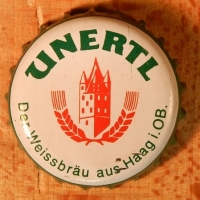 UNERTL
Der Weissbräu aus Haag i. OB.